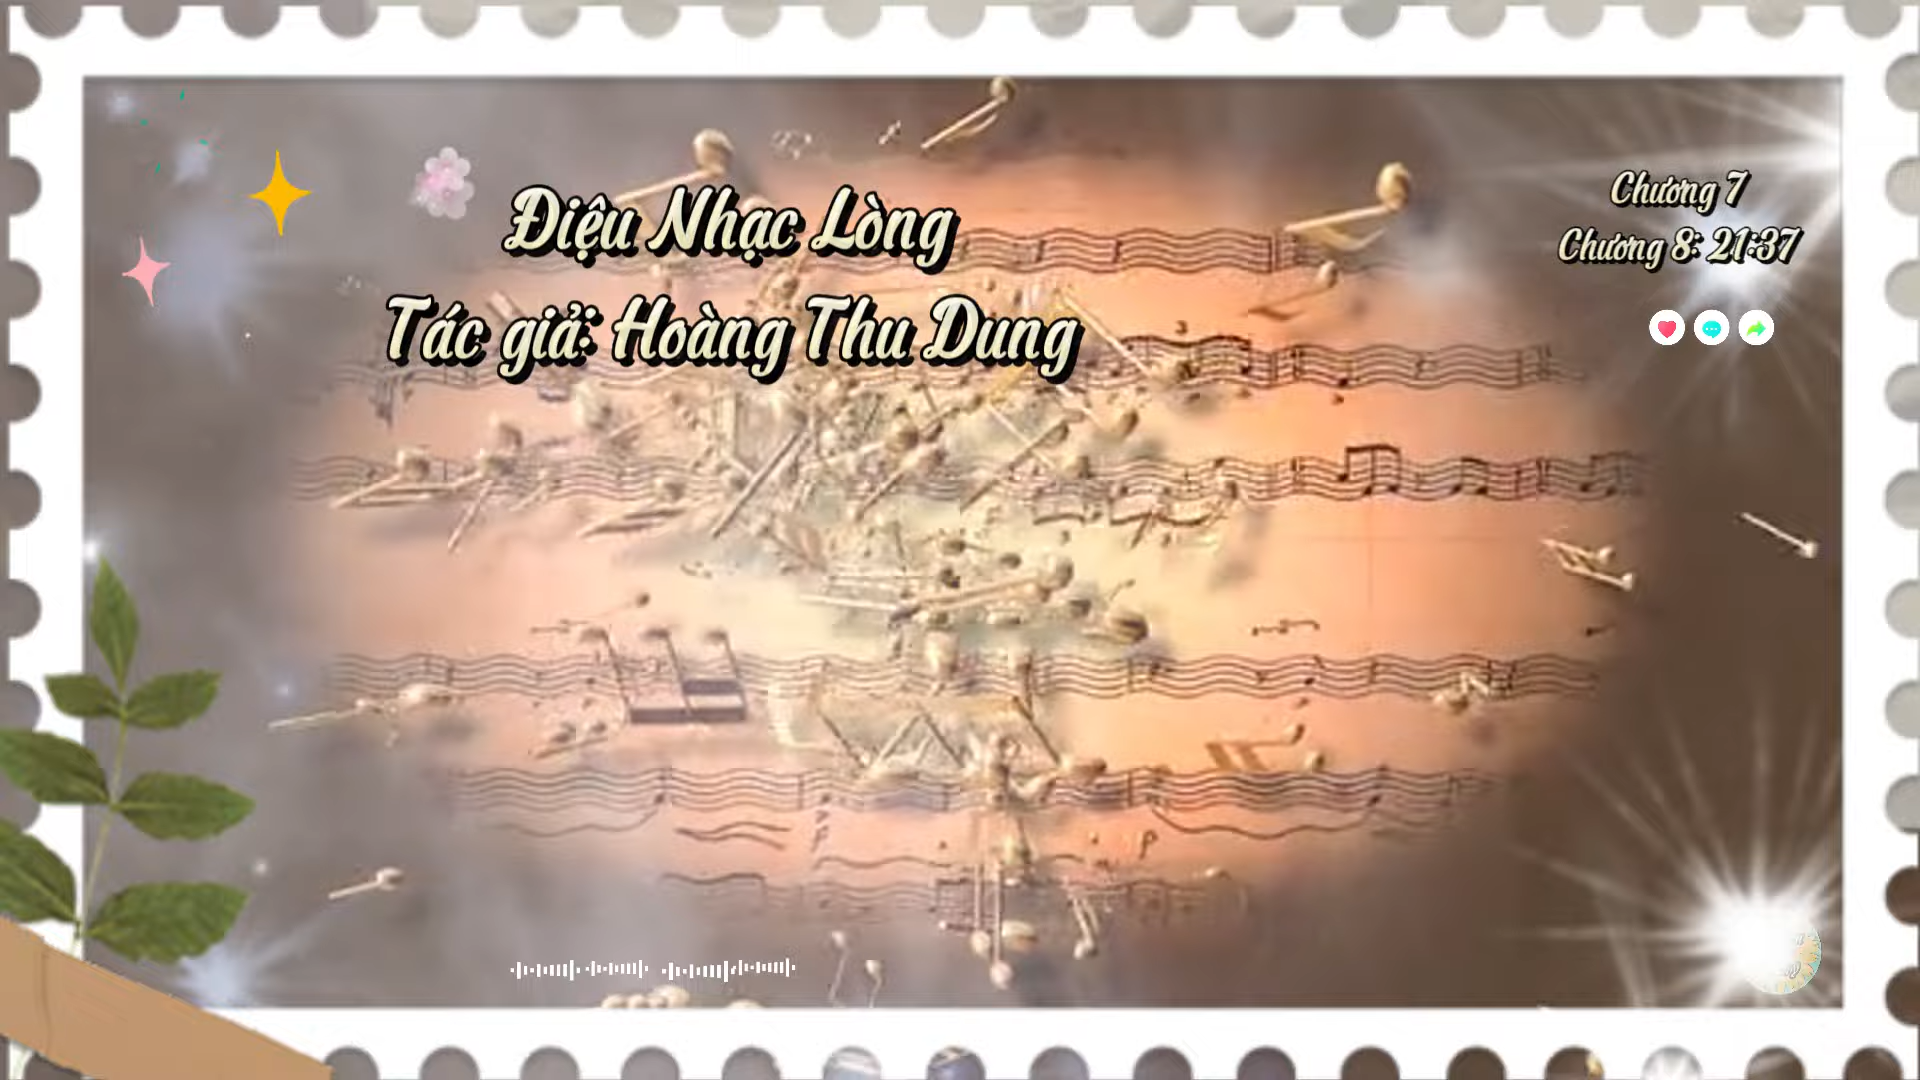 Điệu Nhạc Lòng
Tác giả: Hoàng Thu Dung
Chương 7
Chương 8: 21:37